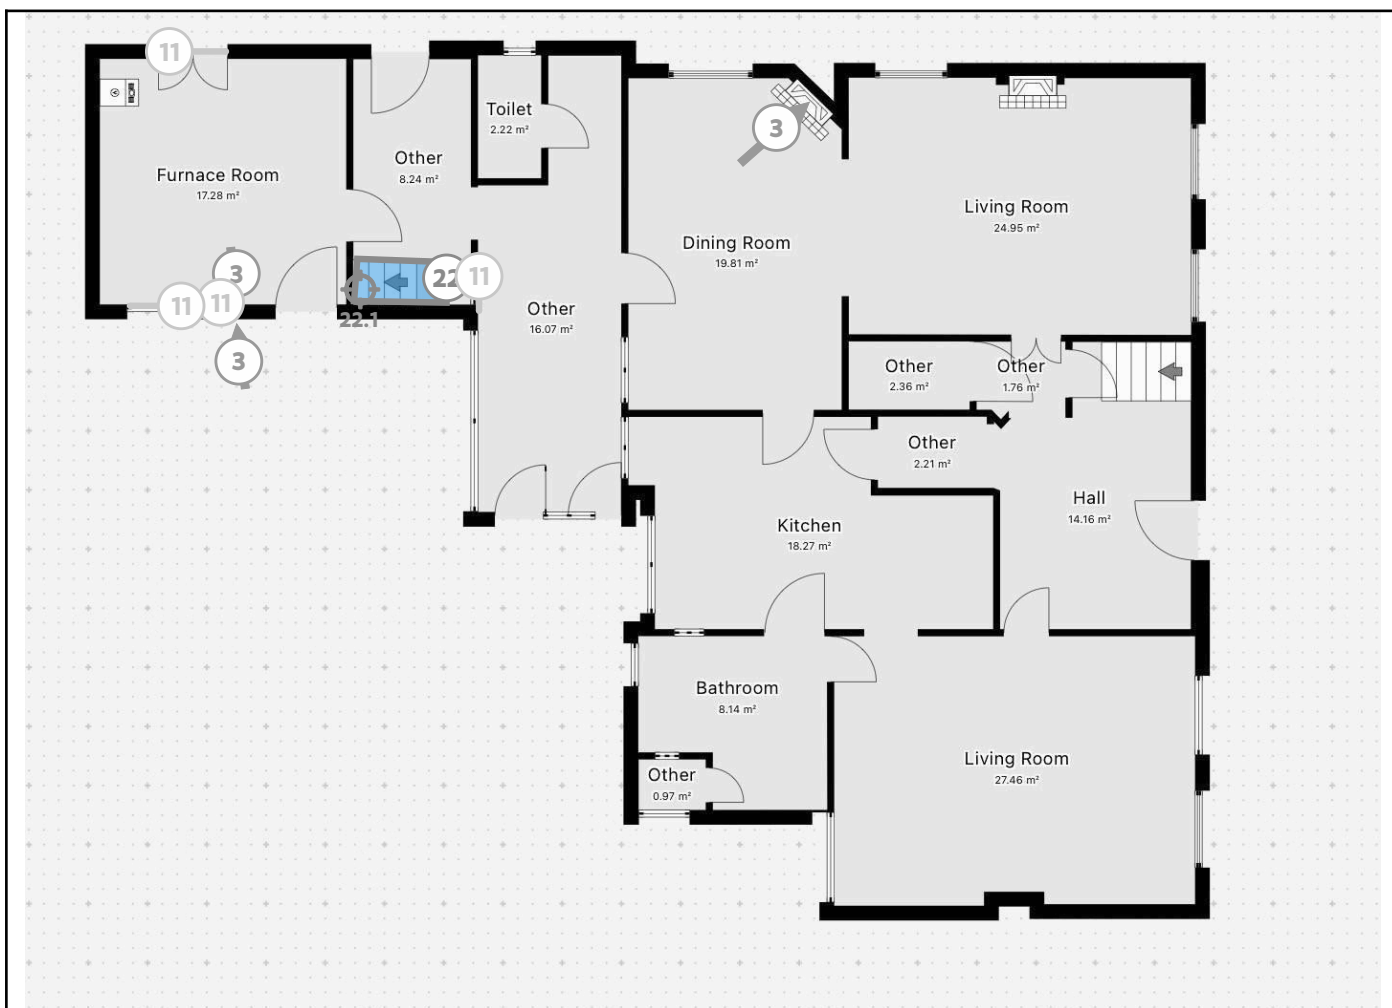 11
Toilet
2.22 m²
3
Other
8.24 m²
Furnace Room
17.28 m²
Living Room
24.95 m²
Dining Room
19.81 m²
3
22
11
11
11
Other
16.07 m²
22.1
3
Other
2.36 m²
Other
1.76 m²
Other
2.21 m²
Hall
14.16 m²
Kitchen
18.27 m²
Bathroom
8.14 m²
Living Room
27.46 m²
Other
0.97 m²